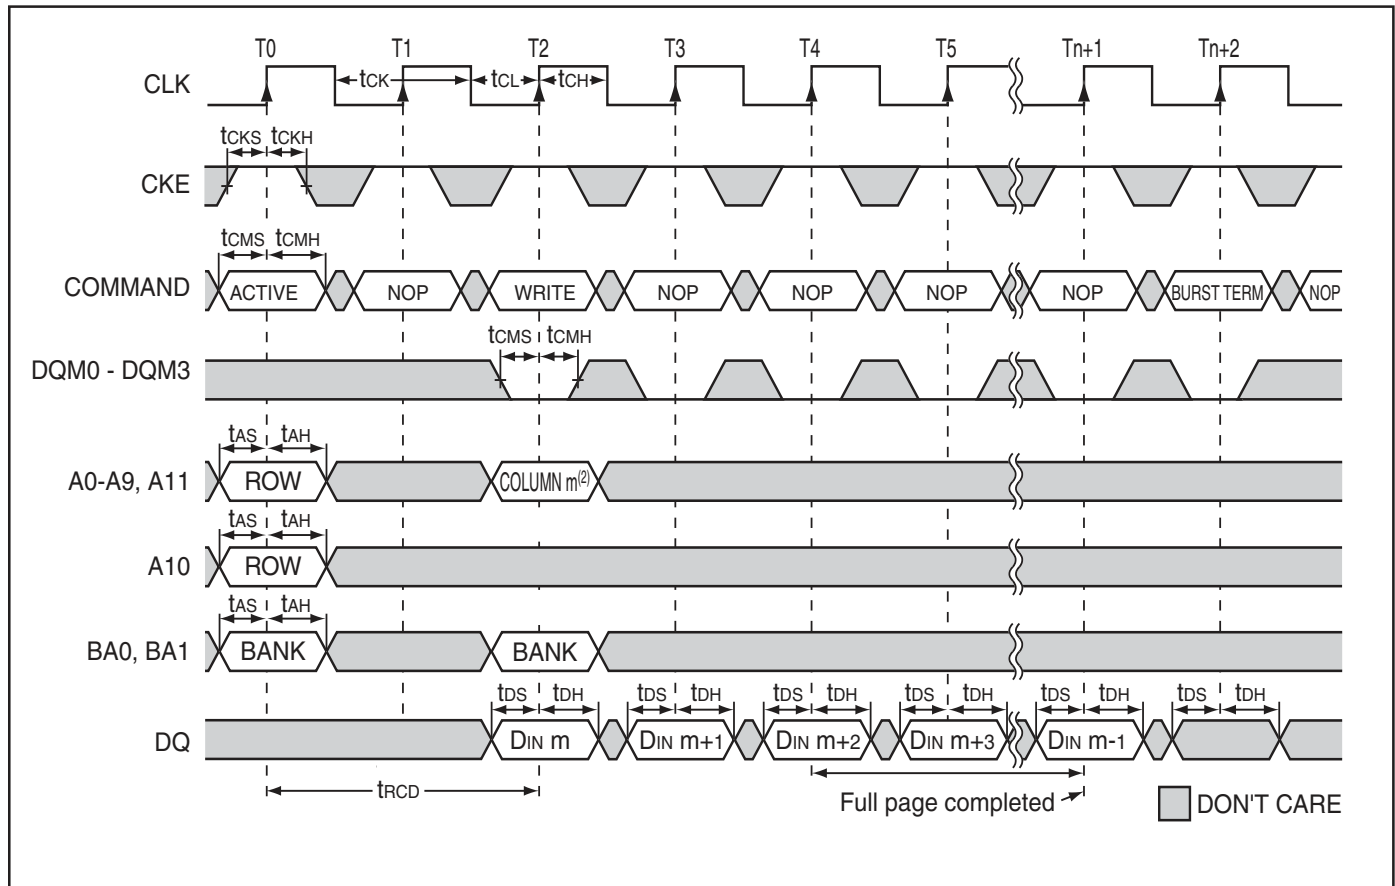 T0 T1 T2 T3 T4 T5 Tn+1 Tn+2
CLK tCK tCL tCH
tCKS tCKH
CKE
tCMS tCMH
COMMAND ACTIVE NOP WRITE NOP NOP NOP NOP BURST TERM NOP
tCMS tCMH
DQM0 - DQM3
tAS tAH
A0-A9, A11 ROW COLUMN m(2)
tAS tAH
A10 ROW
tAS tAH
BA0, BA1 BANK BANK
tDS tDH tDS tDH tDS tDH tDS tDH tDS tDH tDS tDH
DQ DIN m DIN m+1 DIN m+2 DIN m+3 DIN m-1
tRCD
Full page completed DON'T CARE